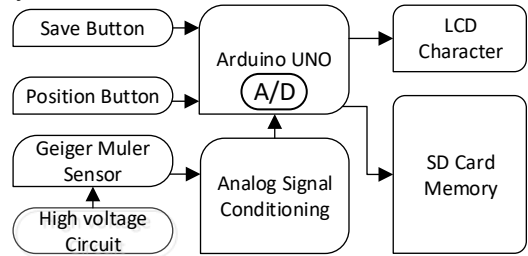 Save Button
Position Button
Geiger Muler
Sensor
High voltage
Circuit
Arduino UNO
A/D
Analog Signal
Conditioning
LCD
Character
SD Card
Memory